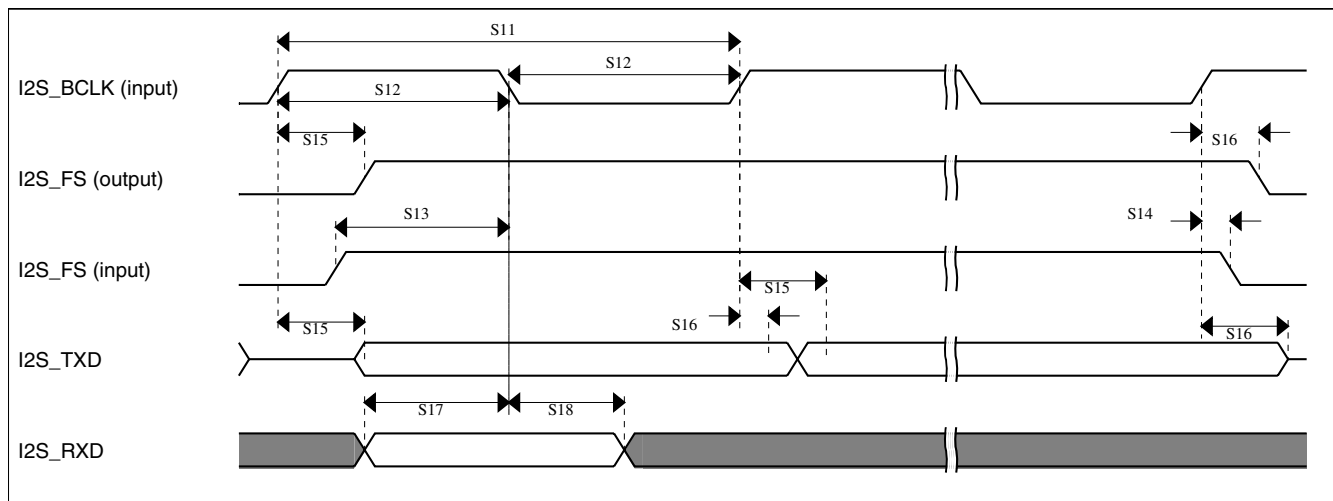 S11
I2S_BCLK (input)
S12
S12
S15
S16
I2S_FS (output)
S13
S14
I2S_FS (input)
S15
S15
S16
S16
I2S_TXD
S17
S18
I2S_RXD